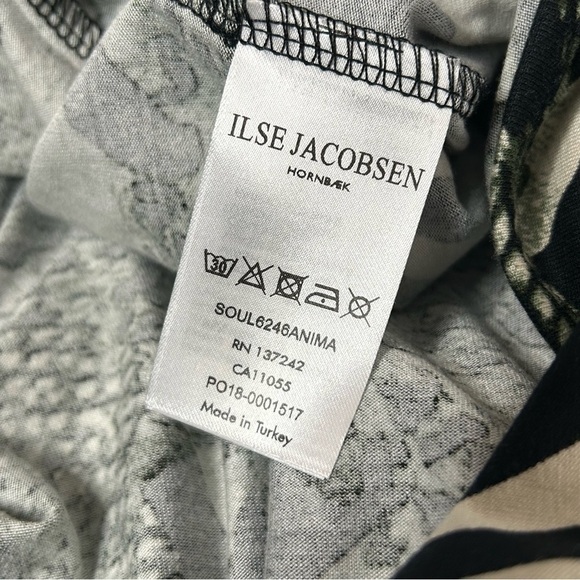 ILSE JACOBSEN
HORNBÆK
30
SOUL6246ANIMA
RN 137242
CA11055
PO18-0001517
Made in Turkey